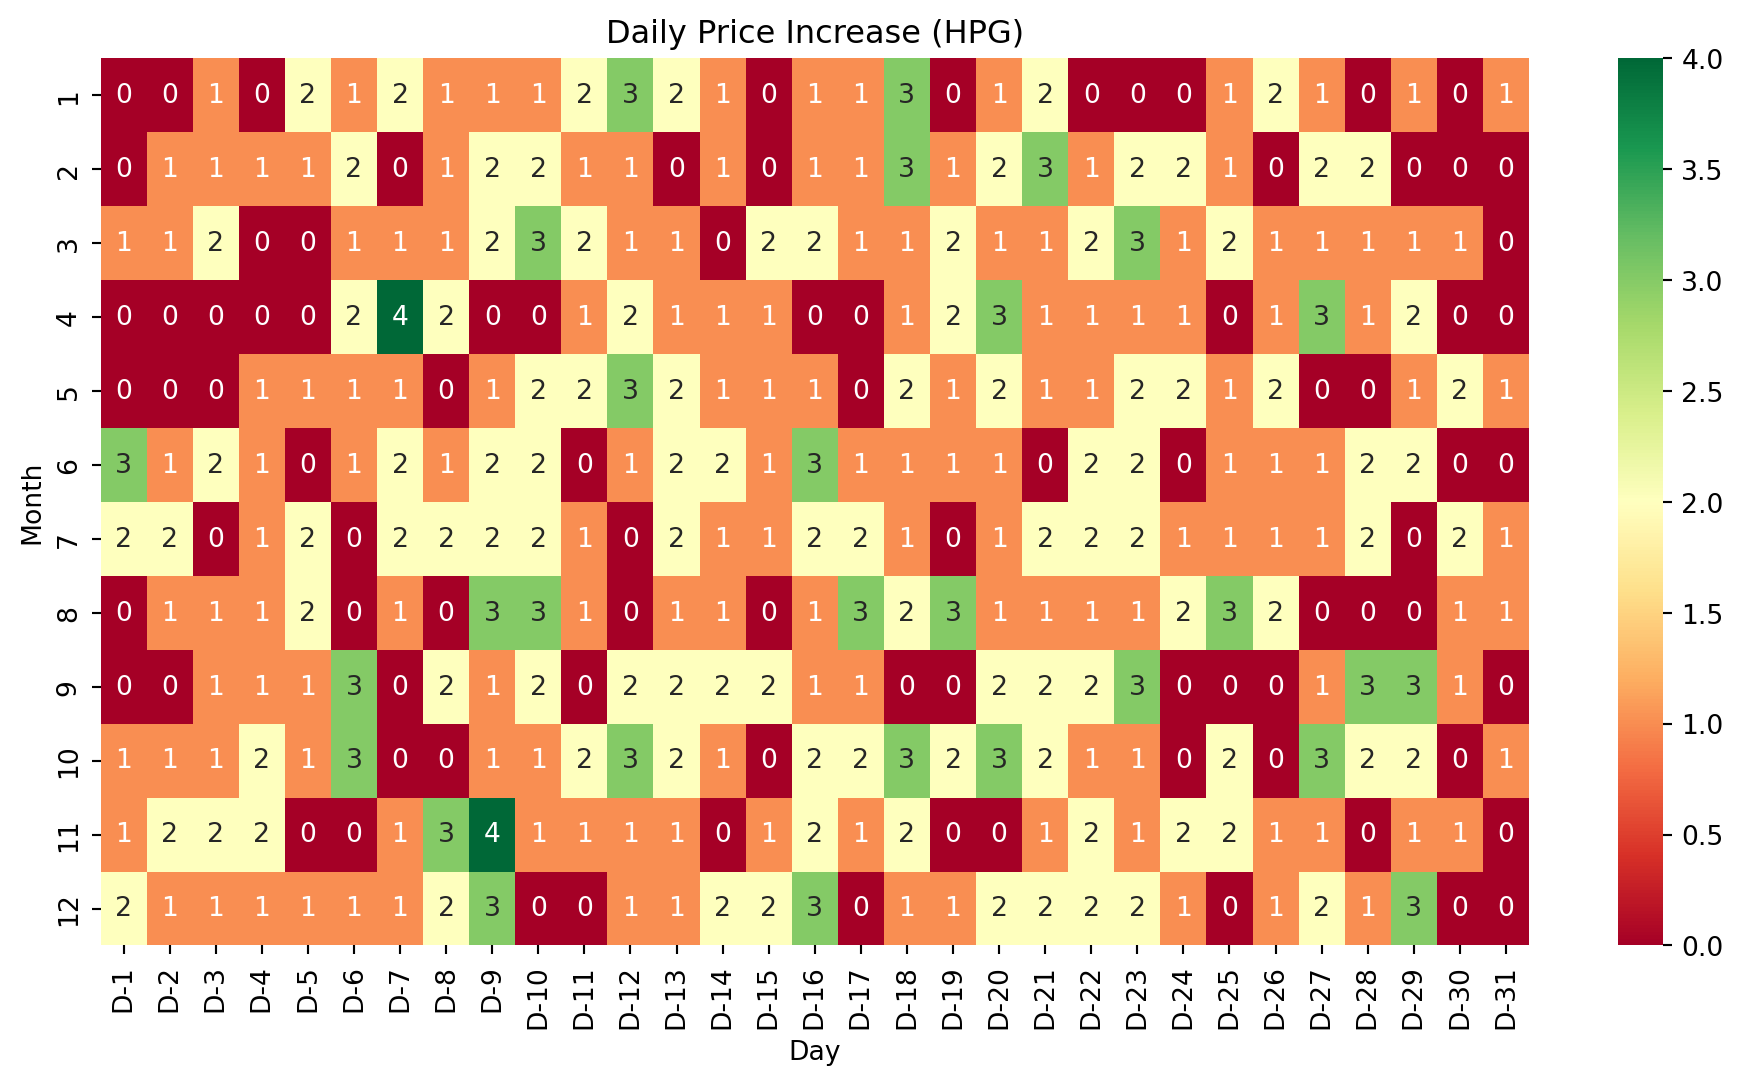 Daily Price Increase (HPG)
1 0 0 1 0 2 1 2 1 1 1 2 3 2 1 0 1 1 3 0 1 2 0 0 0 1 2 1 0 1 0 1
2 0 1 1 1 1 2 0 1 2 2 1 1 0 1 0 1 1 3 1 2 3 1 2 2 1 0 2 2 0 0 0
3 1 1 2 0 0 1 1 1 2 3 2 1 1 0 2 2 1 1 2 1 1 2 3 1 2 1 1 1 1 1 0
4 0 0 0 0 0 2 4 2 0 0 1 2 1 1 1 0 0 1 2 3 1 1 1 1 0 1 3 1 2 0 0
5 0 0 0 1 1 1 1 0 1 2 2 3 2 1 1 1 0 2 1 2 1 1 2 2 1 2 0 0 1 2 1
6 3 1 2 1 0 1 2 1 2 2 0 1 2 2 1 3 1 1 1 1 0 2 2 0 1 1 1 2 2 0 0
7 2 2 0 1 2 0 2 2 2 2 1 0 2 1 1 2 2 1 0 1 2 2 2 1 1 1 1 2 0 2 1
8 0 1 1 1 2 0 1 0 3 3 1 0 1 1 0 1 3 2 3 1 1 1 1 2 3 2 0 0 0 1 1
9 0 0 1 1 1 3 0 2 1 2 0 2 2 2 2 1 1 0 0 2 2 2 3 0 0 0 1 3 3 1 0
10 1 1 1 2 1 3 0 0 1 1 2 3 2 1 0 2 2 3 2 3 2 1 1 0 2 0 3 2 2 0 1
11 1 2 2 2 0 0 1 3 4 1 1 1 1 0 1 2 1 2 0 0 1 2 1 2 2 1 1 0 1 1 0
12 2 1 1 1 1 1 1 2 3 0 0 1 1 2 2 3 0 1 1 2 2 2 2 1 0 1 2 1 3 0 0
Month
D-1 D-2 D-3 D-4 D-5 D-6 D-7 D-8 D-9 D-10 D-11 D-12 D-13 D-14 D-15 D-16 D-17 D-18 D-19 D-20 D-21 D-22 D-23 D-24 D-25 D-26 D-27 D-28 D-29 D-30 D-31
Day
4.0
3.5
3.0
2.5
2.0
1.5
1.0
0.5
0.0